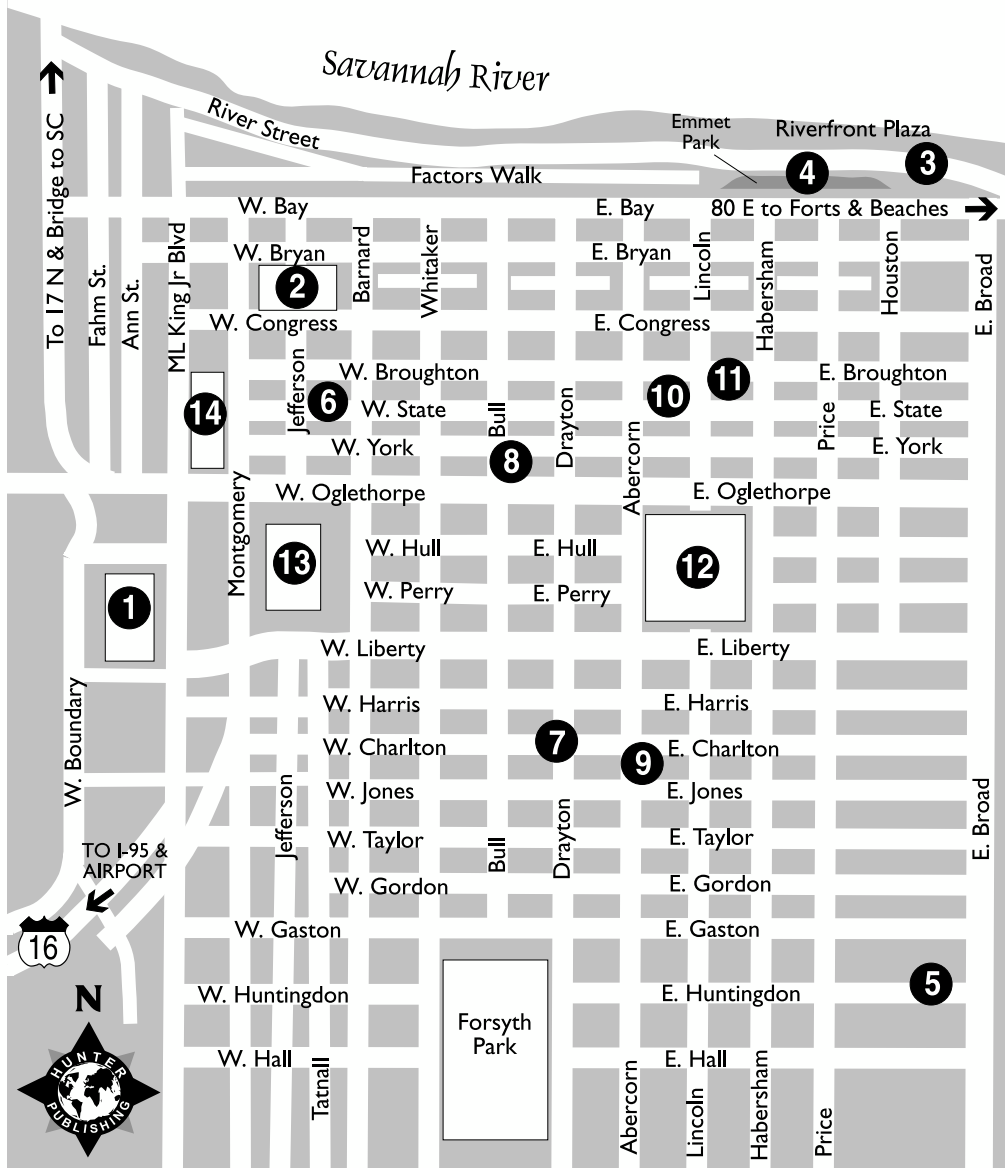 Savannah River
River Street
Emmet
Park
Riverfront Plaza
3
4
Factors Walk
To 17 N & Bridge to SC
Fahm St.
Ann St.
ML King Jr Blvd
W. Bay
E. Bay
80 E to Forts & Beaches
W. Bryan
Barnard
Whitaker
E. Bryan
Lincoln
Habersham
Houston
E. Broad
2
W. Congress
E. Congress
Jefferson
W. Broughton
11
E. Broughton
14
6
W. State
Bull
Drayton
10
Price
E. State
W. York
8
Abercorn
E. York
Montgomery
W. Oglethorpe
E. Oglethorpe
13
W. Hull
E. Hull
12
1
W. Perry
E. Perry
W. Liberty
E. Liberty
W. Boundary
W. Harris
E. Harris
7
W. Charlton
9
E. Charlton
Jefferson
W. Jones
E. Jones
E. Broad
W. Taylor
Bull
Drayton
E. Taylor
TO I-95 &
AIRPORT
W. Gordon
E. Gordon
16
W. Gaston
E. Gaston
5
N
W. Huntingdon
E. Huntingdon
Forsyth
Park
W. Hall
E. Hall
Tatnall
Abercorn
Lincoln
Habersham
Price
HUNTER
PUBLISHING